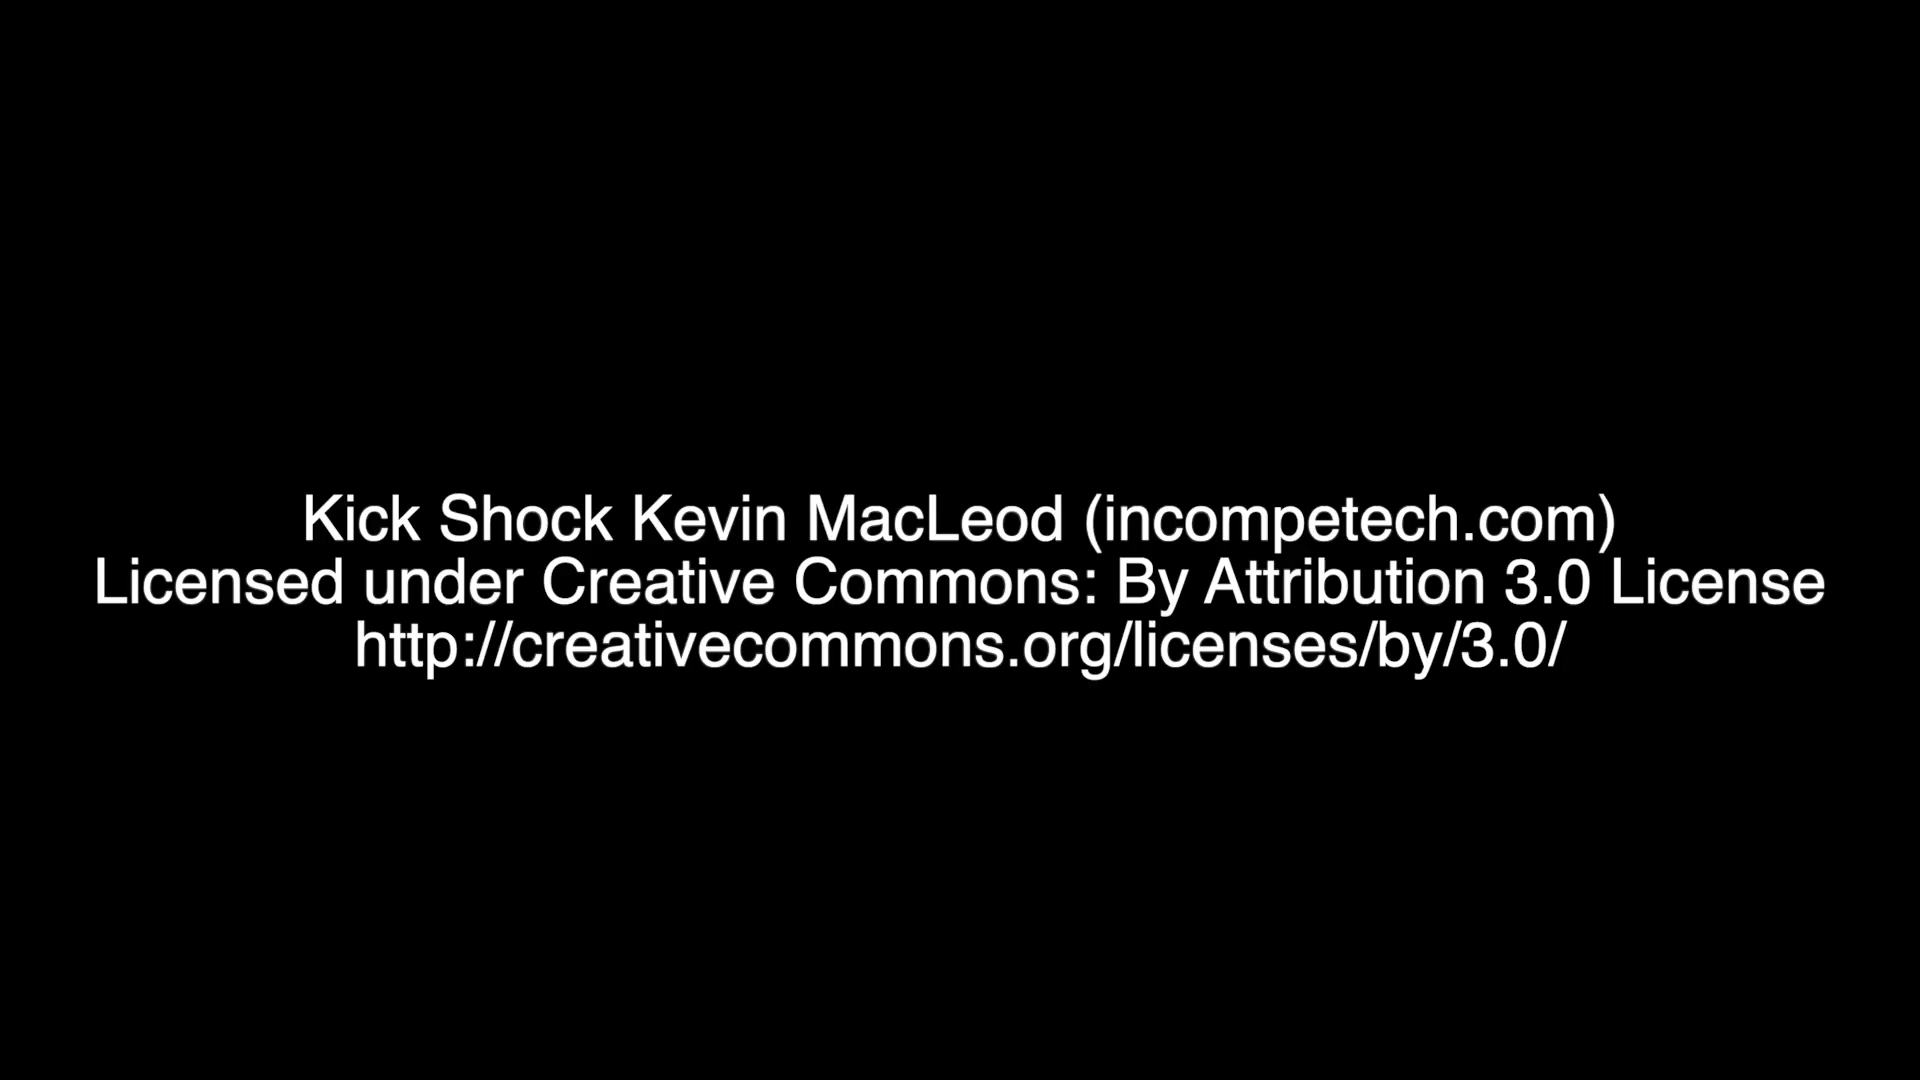 Kick Shock Kevin MacLeod (incompetech.com)
Licensed under Creative Commons: By Attribution 3.0 License
http://creativecommons.org/licenses/by/3.0/